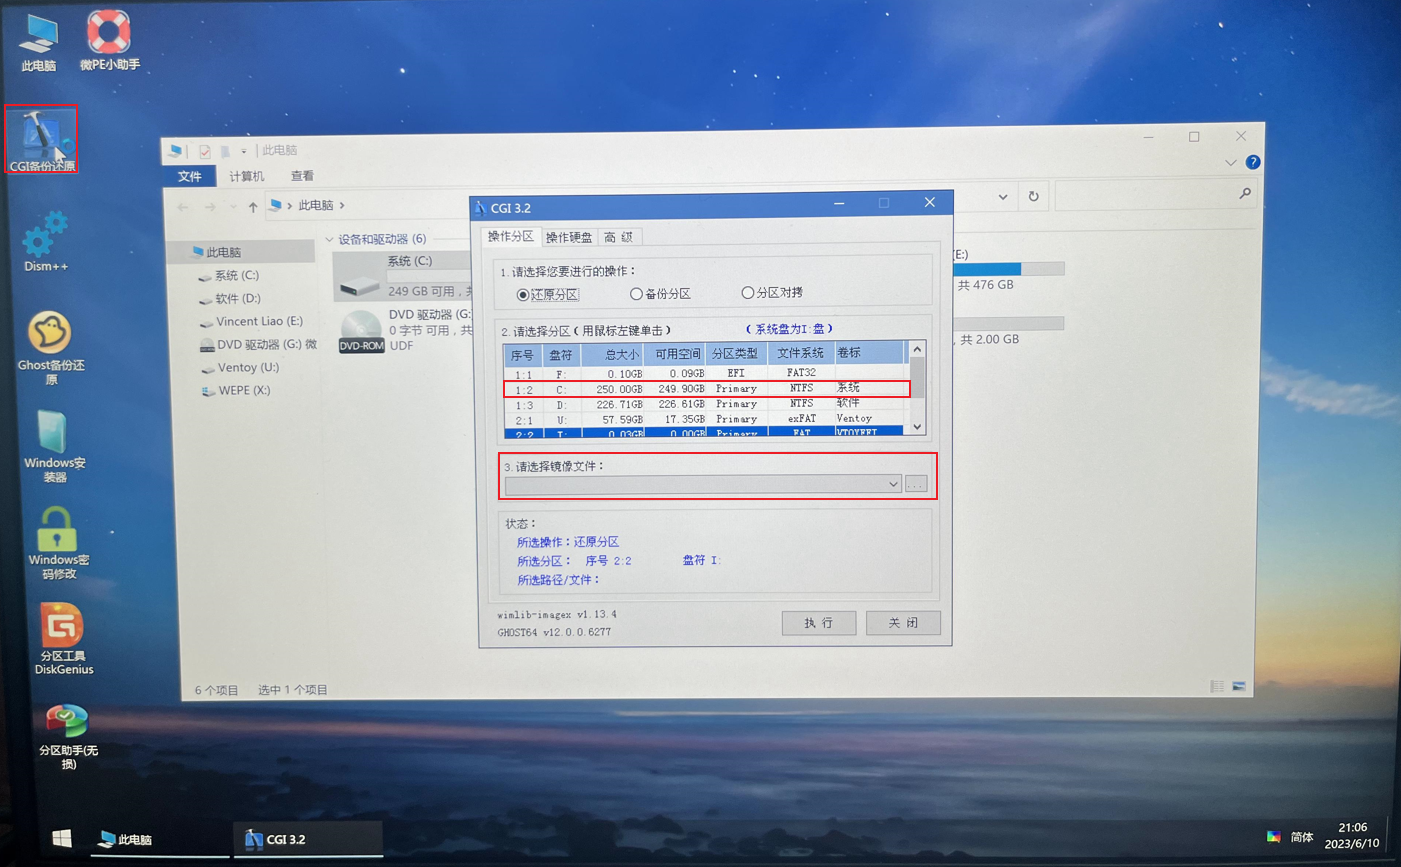 此电脑
微PE小助手
CGI备份还原
Dism++
Ghost备份还
原
Windows安
装器
Windows密
码修改
分区工具
DiskGenius
分区助手(无
损)
此电脑
文件
计算机
查看
此电脑
此电脑
系统 (C:)
软件 (D:)
Vincent Liao (E:)
DVD 驱动器 (G:) 微
Ventoy (U:)
WEPE (X:)
设备和驱动器 (6)
系统 (C:)
249 GB 可用，共
DVD 驱动器 (G:
0 字节 可用，共
UDF
DVD-ROM
(E:)
共 476 GB
, 共 2.00 GB
6 个项目
选中 1 个项目
CGI 3.2
操作分区
操作硬盘
高 级
1.请选择您要进行的操作：
还原分区
备份分区
分区对拷
2.请选择分区(用鼠标左键单击)
(系统盘为I:盘)
序号 盘符 总大小 可用空间 分区类型 文件系统 卷标
1:1 F: 0.10GB 0.09GB EFI FAT32
1:2 C: 250.00GB 249.90GB Primary NTFS 系统
1:3 D: 226.71GB 226.61GB Primary NTFS 软件
2:1 U: 57.59GB 17.35GB Primary exFAT Ventoy
2:2 I: 0.03GB 0.00GB Primary FAT VTOYEFI
3.请选择镜像文件：
...
状态：
所选操作：还原分区
所选分区： 序号 2:2 盘符 I:
所选路径/文件：
wimlib-imagex v1.13.4
GHOST64 v12.0.0.6277
执 行
关 闭
此电脑
CGI 3.2
简体
21:06
2023/6/10